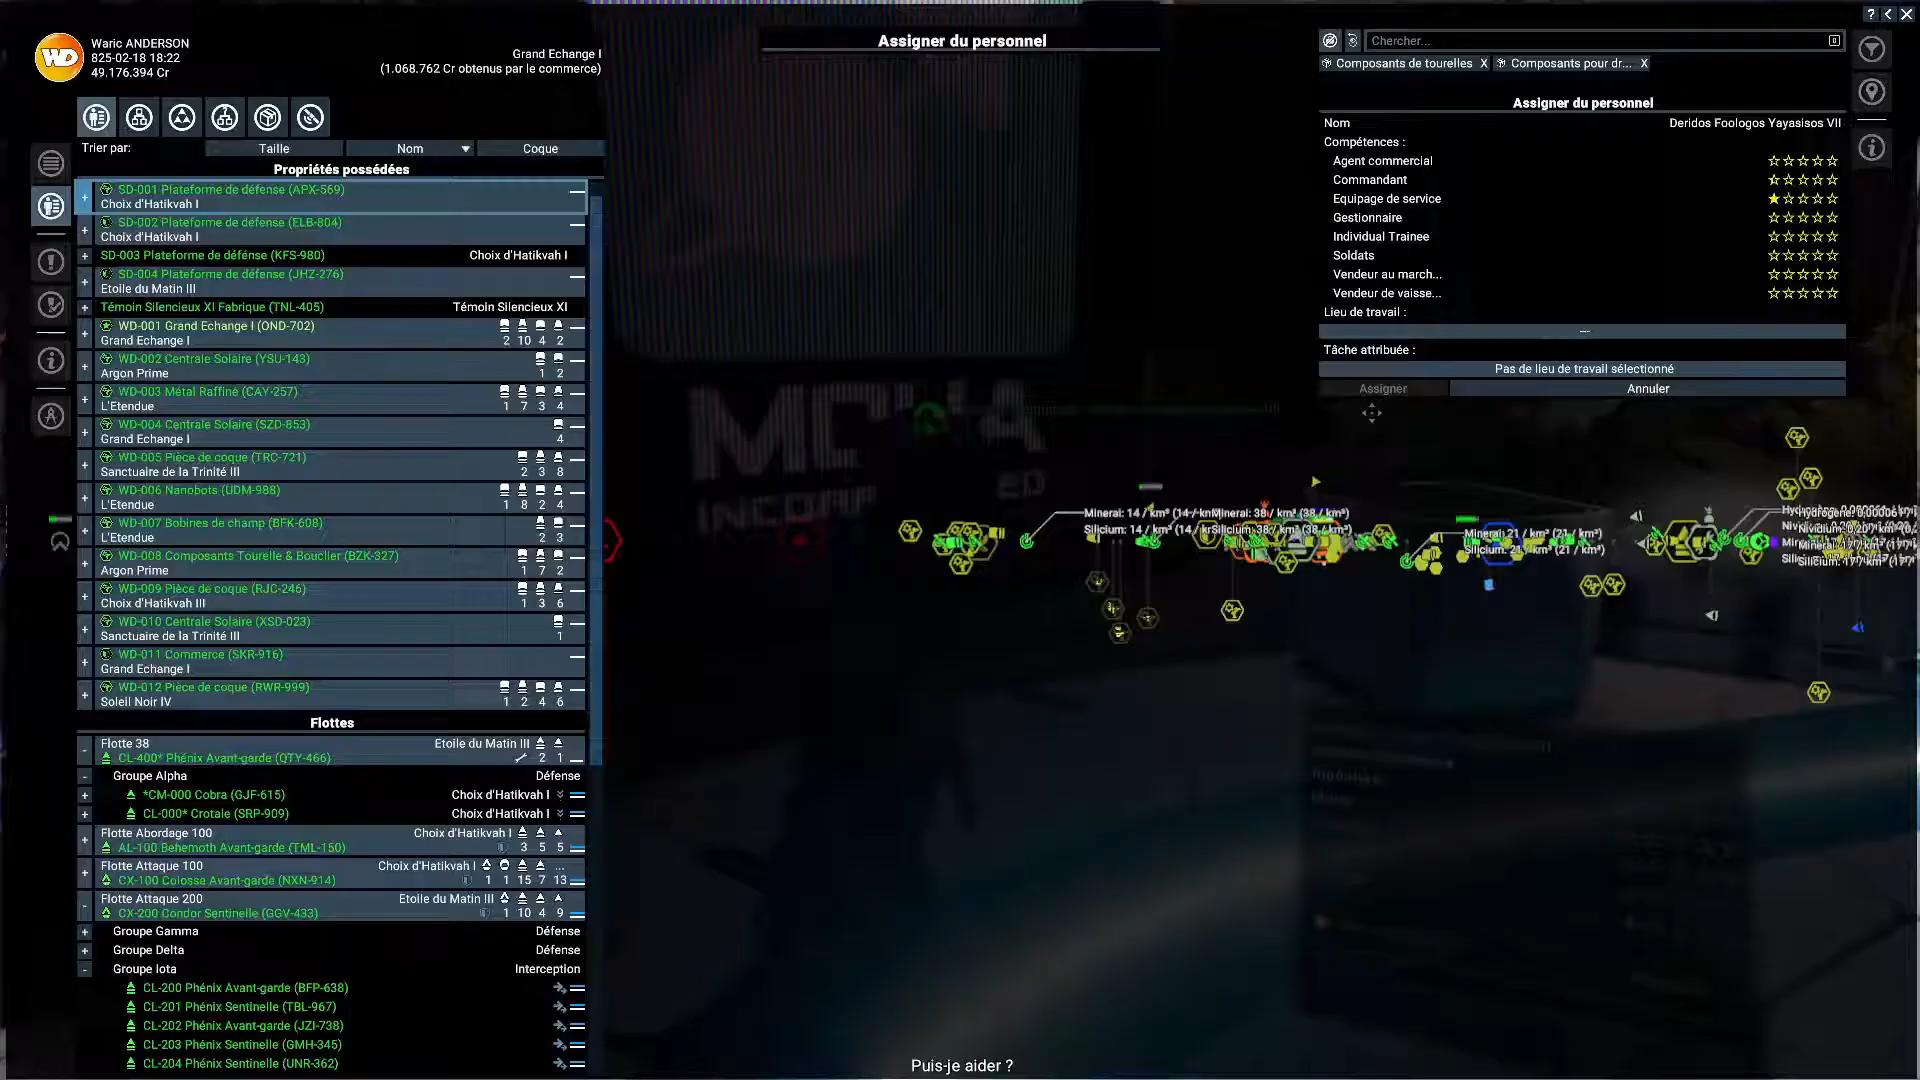 WD
Waric ANDERSON
825-02-18 18:22
49.176.394 Cr
Grand Echange I
(1.068.762 Cr obtenus par le commerce)
Trier par:
Taille
Nom
Coque
Propriétés possédées
SD-001 Plateforme de défense (APX-569)
Choix d'Hatikvah I
SD-002 Plateforme de défense (ELB-804)
Choix d'Hatikvah I
SD-003 Plateforme de défense (KFS-980) Choix d'Hatikvah I
SD-004 Plateforme de défense (JHZ-276)
Etoile du Matin III
Témoin Silencieux XI Fabrique (TNL-405) Témoin Silencieux XI
WD-001 Grand Echange I (OND-702)
Grand Echange I 2 10 4 2
WD-002 Centrale Solaire (YSU-143)
Argon Prime 1 2
WD-003 Métal Raffiné (CAY-257)
L'Etendue 1 7 3 4
WD-004 Centrale Solaire (SZD-853)
Grand Echange I 4
WD-005 Pièce de coque (TRC-721)
Sanctuaire de la Trinité III 2 3 8
WD-006 Nanobots (UDM-988)
L'Etendue 1 8 2 4
WD-007 Bobines de champ (BFK-608)
L'Etendue 2 3
WD-008 Composants Tourelle & Bouclier (BZK-327)
Argon Prime 1 7 2
WD-009 Pièce de coque (RJC-246)
Choix d'Hatikvah III 1 3 6
WD-010 Centrale Solaire (XSD-023)
Sanctuaire de la Trinité III 1
WD-011 Commerce (SKR-916)
Grand Echange I
WD-012 Pièce de coque (RWR-999)
Soleil Noir IV 1 2 4 6
Flottes
Flotte 38 Etoile du Matin III
CL-400* Phénix Avant-garde (QTY-466) 2 1
Groupe Alpha Défense
*CM-000 Cobra (GJF-615) Choix d'Hatikvah I
CL-000* Crotale (SRP-909) Choix d'Hatikvah I
Flotte Abordage 100 Choix d'Hatikvah I
AL-100 Behemoth Avant-garde (TML-150) 3 5 5
Flotte Attaque 100 Choix d'Hatikvah I ...
CX-100 Colosse Avant-garde (NXN-914) 1 1 15 7 13
Flotte Attaque 200 Etoile du Matin III
CX-200 Condor Sentinelle (GGV-433) 1 10 4 9
Groupe Gamma Défense
Groupe Delta Défense
Groupe Iota Interception
CL-200 Phénix Avant-garde (BFP-638)
CL-201 Phénix Sentinelle (TBL-967)
CL-202 Phénix Avant-garde (JZI-738)
CL-203 Phénix Sentinelle (GMH-345)
CL-204 Phénix Sentinelle (UNR-362)
Assigner du personnel
Mineral: 14 / km³ Mineral: 38 / km³ (38 / km³)
Silicium: 14 / km³ Silicium: 38 / km³ (38 / km³)
Mineral: 21 / km³ (21 / km³)
Silicium: 21 / km³ (21 / km³)
Puis-je aider ?
? < X
Chercher...
Composants de tourelles X Composants pour dr... X
Assigner du personnel
Nom Deridos Foologos Yayasisos VII
Compétences :
Agent commercial
Commandant
Equipage de service
Gestionnaire
Individual Trainee
Soldats
Vendeur au march...
Vendeur de vaisse...
Lieu de travail :
---
Tâche attribuée :
Pas de lieu de travail sélectionné
Assigner Annuler